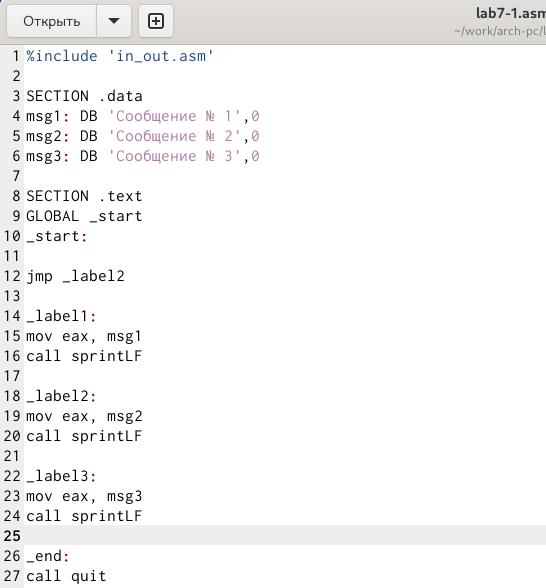 Открыть
lab7-1.asm
~/work/arch-pc/l
1 %include 'in_out.asm'
2
3 SECTION .data
4 msg1: DB 'Сообщение № 1',0
5 msg2: DB 'Сообщение № 2',0
6 msg3: DB 'Сообщение № 3',0
7
8 SECTION .text
9 GLOBAL _start
10 _start:
11
12 jmp _label2
13
14 _label1:
15 mov eax, msg1
16 call sprintLF
17
18 _label2:
19 mov eax, msg2
20 call sprintLF
21
22 _label3:
23 mov eax, msg3
24 call sprintLF
25
26 _end:
27 call quit